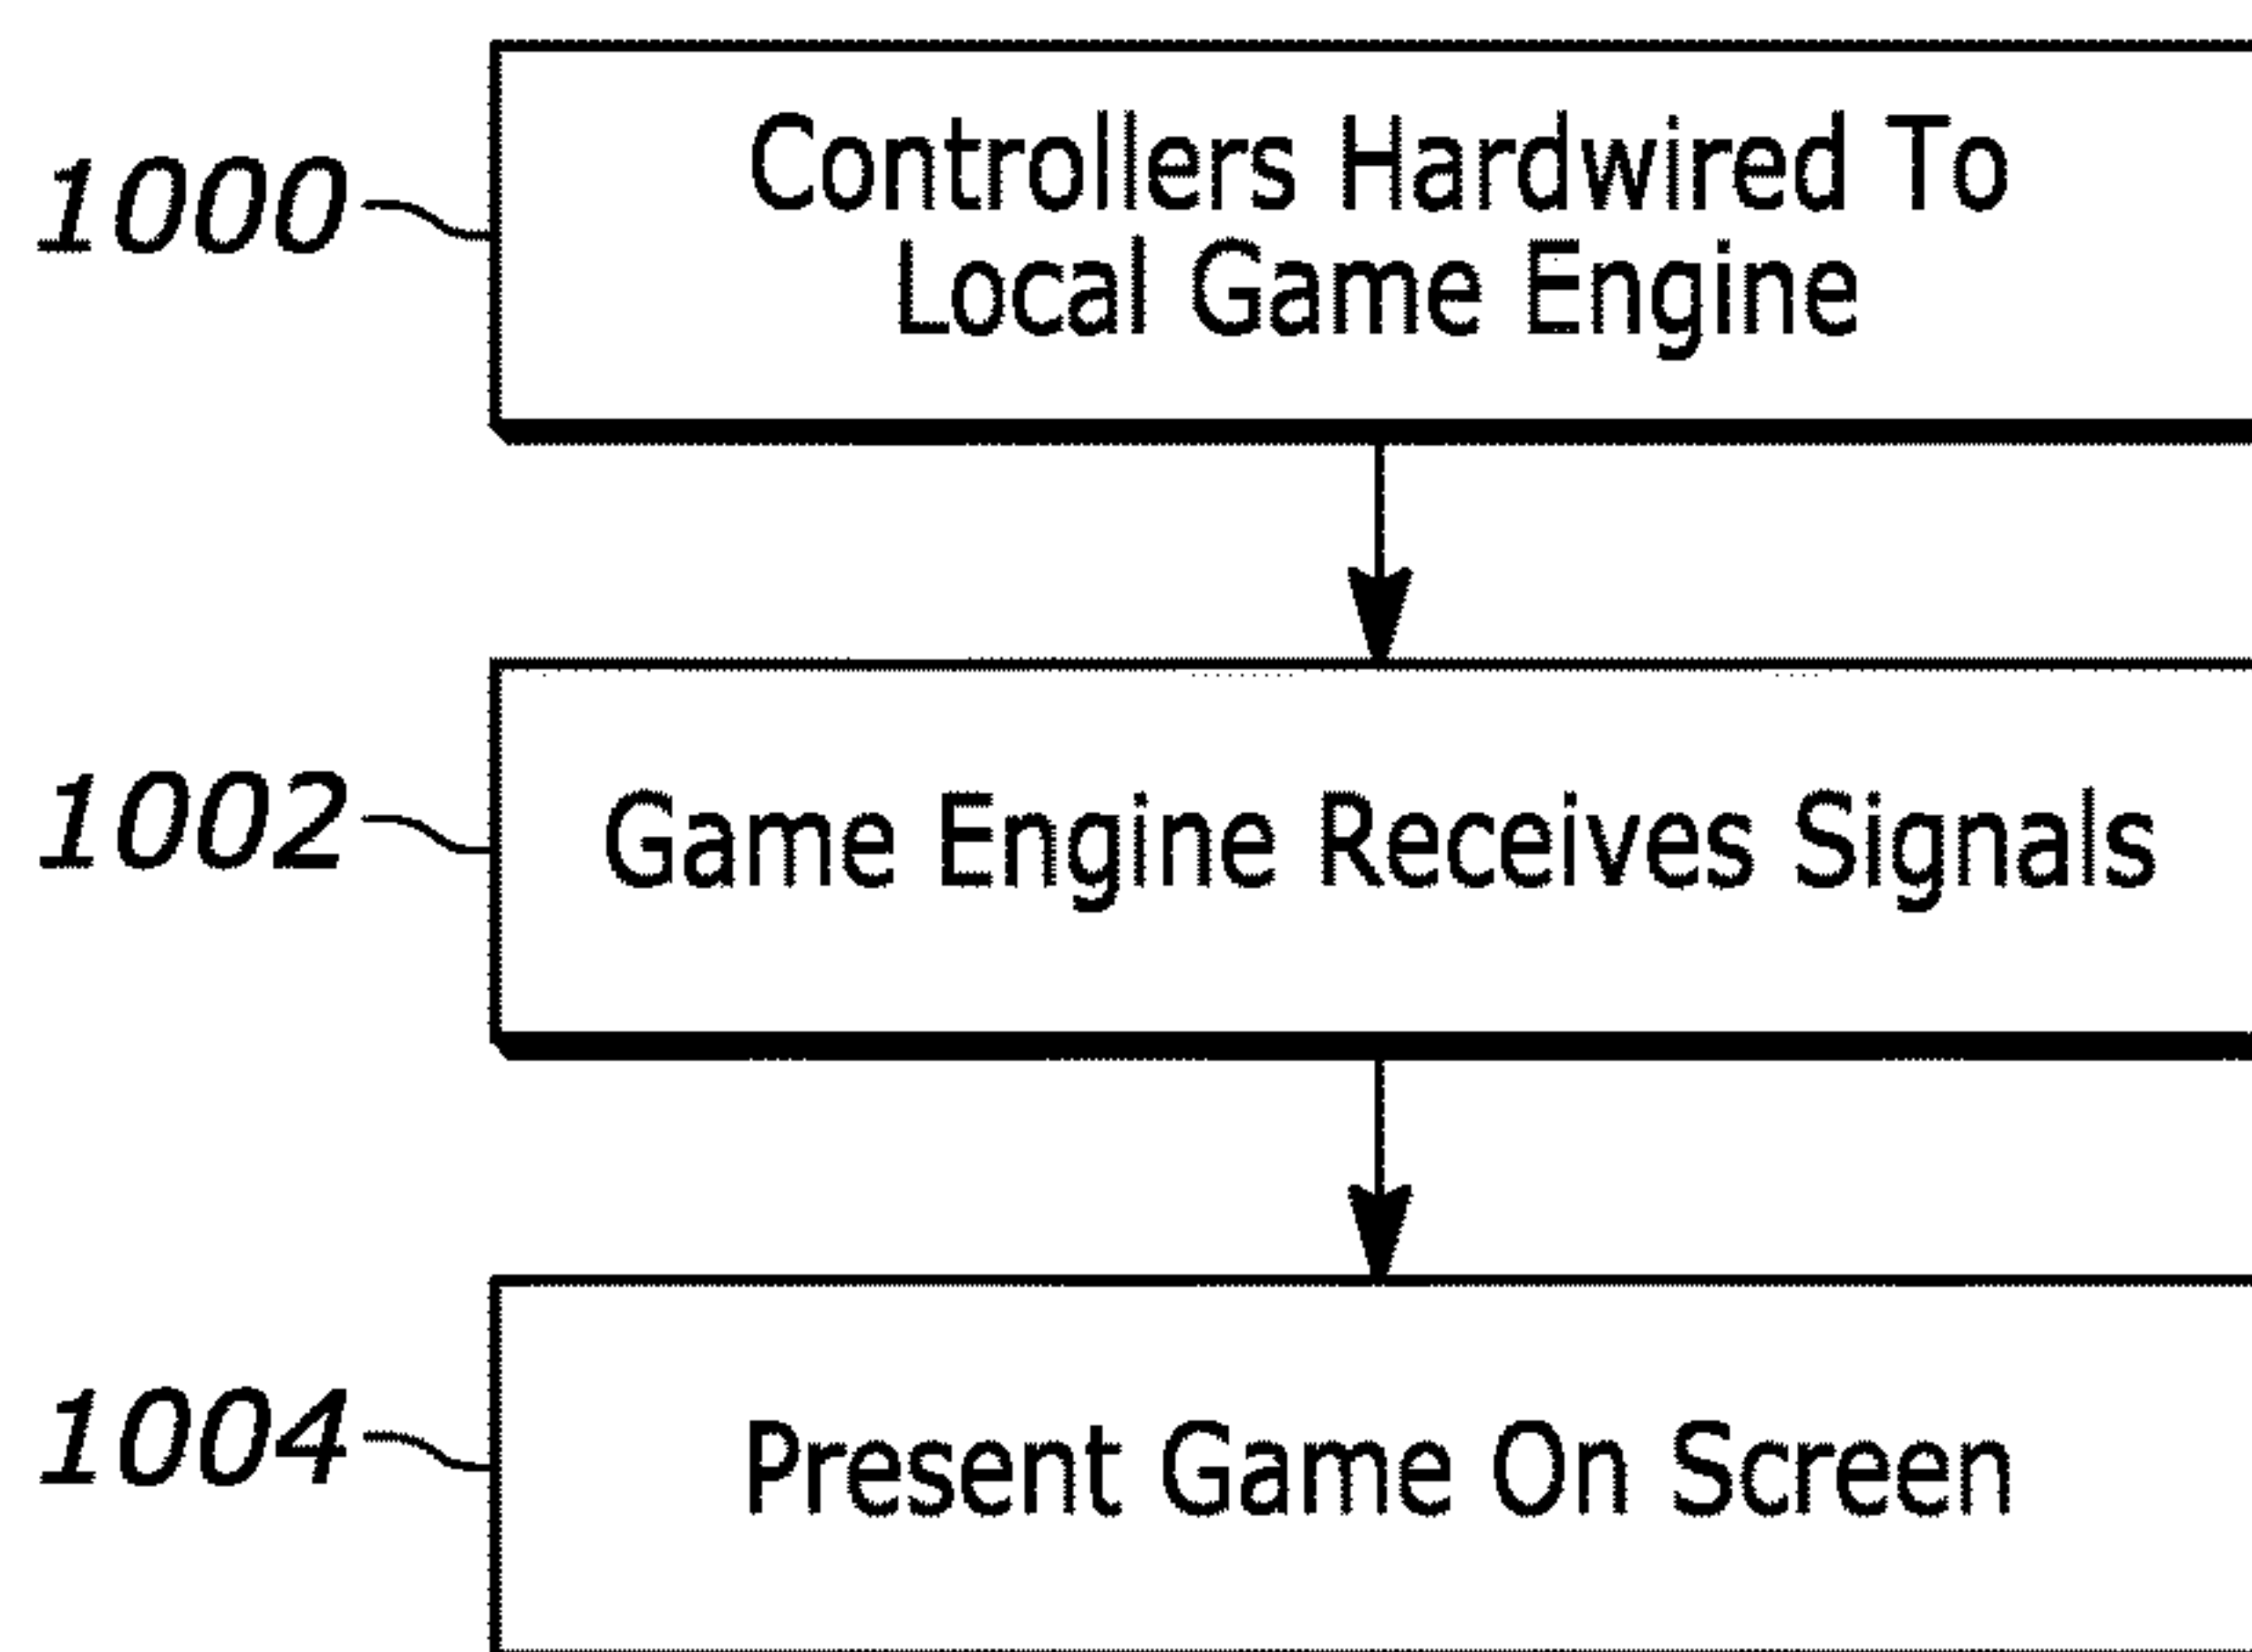 1000
Controllers Hardwired To
Local Game Engine
1002
Game Engine Receives Signals
1004
Present Game On Screen